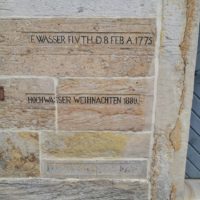 WASSER FLVTH. D. 8. FEB. A. 1775
HOCHWASSER WEIHNACHTEN 1880.